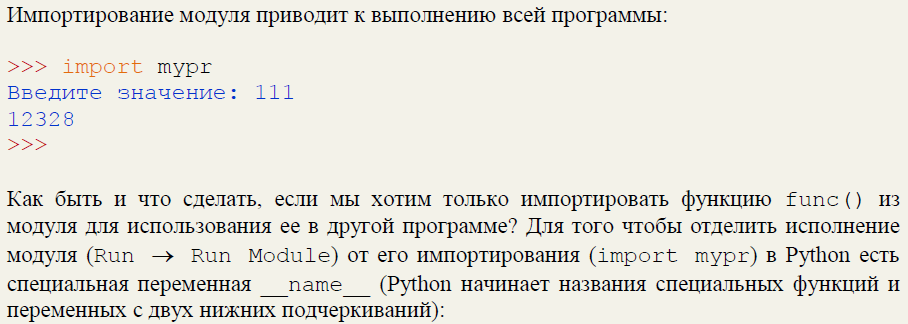 Импортирование модуля приводит к выполнению всей программы:
>>> import mypr
Введите значение: 111
12328
>>>
Как быть и что сделать, если мы хотим только импортировать функцию func() из
модуля для использования ее в другой программе? Для того чтобы отделить исполнение
модуля (Run → Run Module) от его импортирования (import mypr) в Python есть
специальная переменная __name__ (Python начинает названия специальных функций и
переменных с двух нижних подчеркиваний):